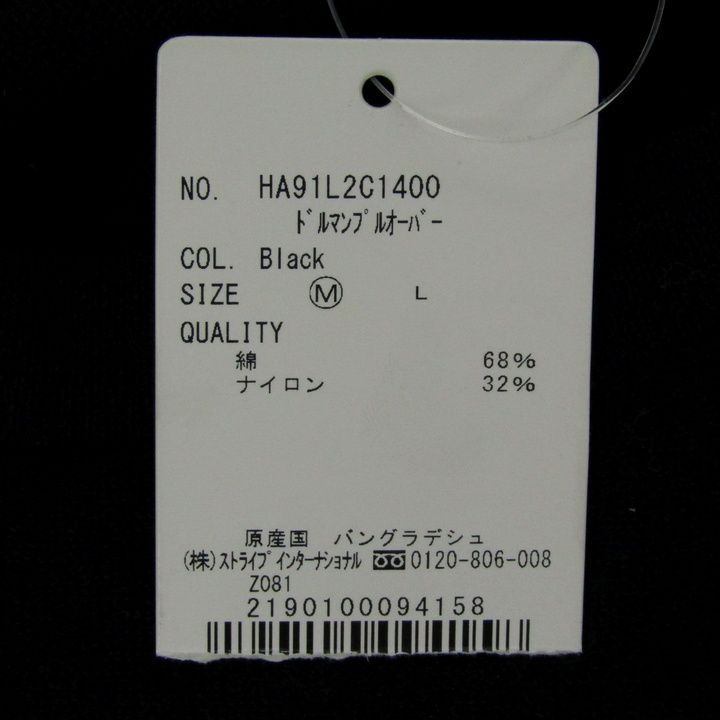 NO. HA91L2C1400
ﾄﾞﾙﾏﾝﾌﾟﾙｵｰﾊﾞｰ
COL. Black
SIZE Ⓜ L
QUALITY
綿 68%
ナイロン 32%
原産国 バングラデシュ
(株)ｽﾄﾗｲﾌﾟｲﾝﾀｰﾅｼｮﾅﾙ 0120-806-008
Z081
2190100094158